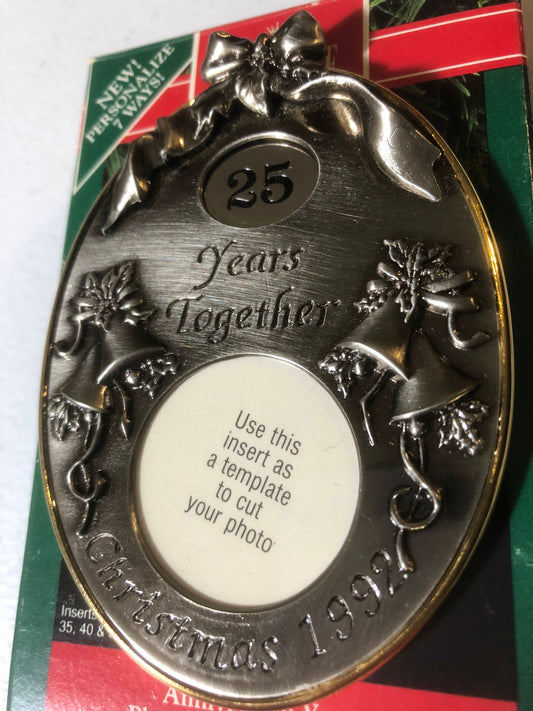 NEW!
PERSONALIZE
7 WAYS!
25
Years
Together
Use this
insert as
a template
to cut
your photo
Christmas 1992
Inserts
35, 40 &